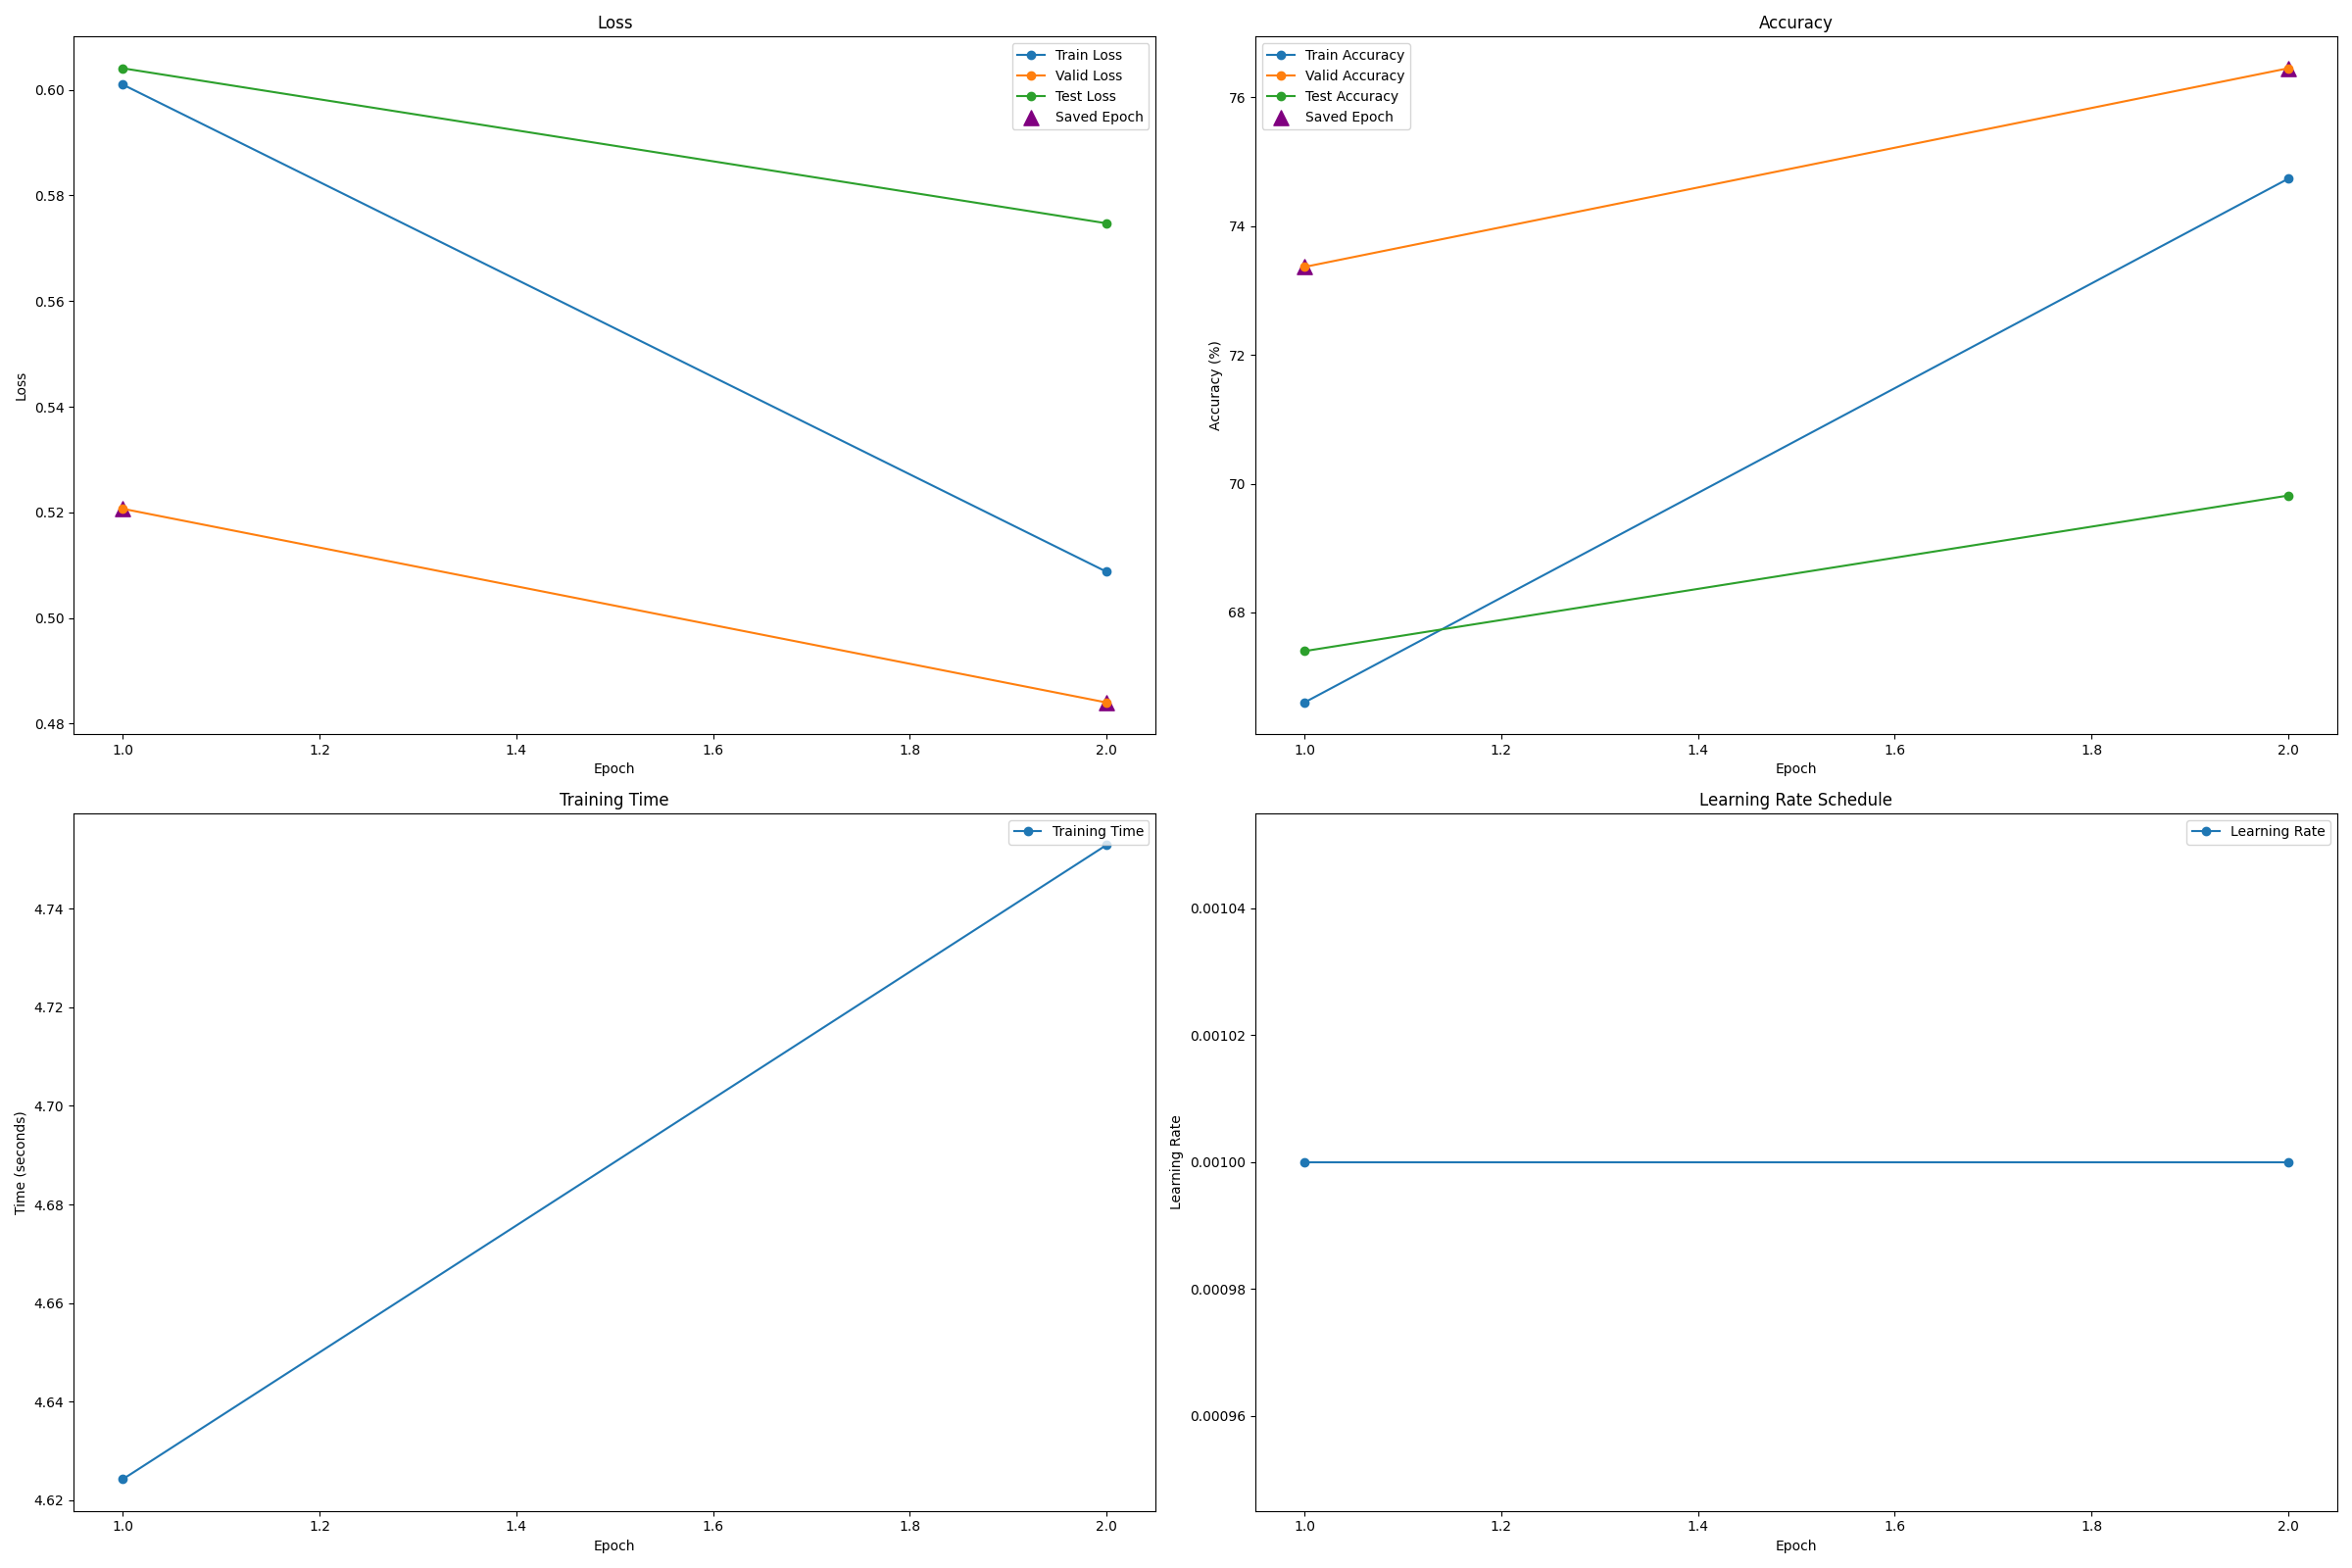 Loss
Train Loss
Valid Loss
Test Loss
Saved Epoch
0.60
0.58
0.56
0.54
0.52
0.50
0.48
Loss
1.0 1.2 1.4 1.6 1.8 2.0
Epoch
Accuracy
Train Accuracy
Valid Accuracy
Test Accuracy
Saved Epoch
76
74
72
70
68
Accuracy (%)
1.0 1.2 1.4 1.6 1.8 2.0
Epoch
Training Time
Training Time
4.74
4.72
4.70
4.68
4.66
4.64
4.62
Time (seconds)
1.0 1.2 1.4 1.6 1.8 2.0
Epoch
Learning Rate Schedule
Learning Rate
0.00104
0.00102
0.00100
0.00098
0.00096
Learning Rate
1.0 1.2 1.4 1.6 1.8 2.0
Epoch